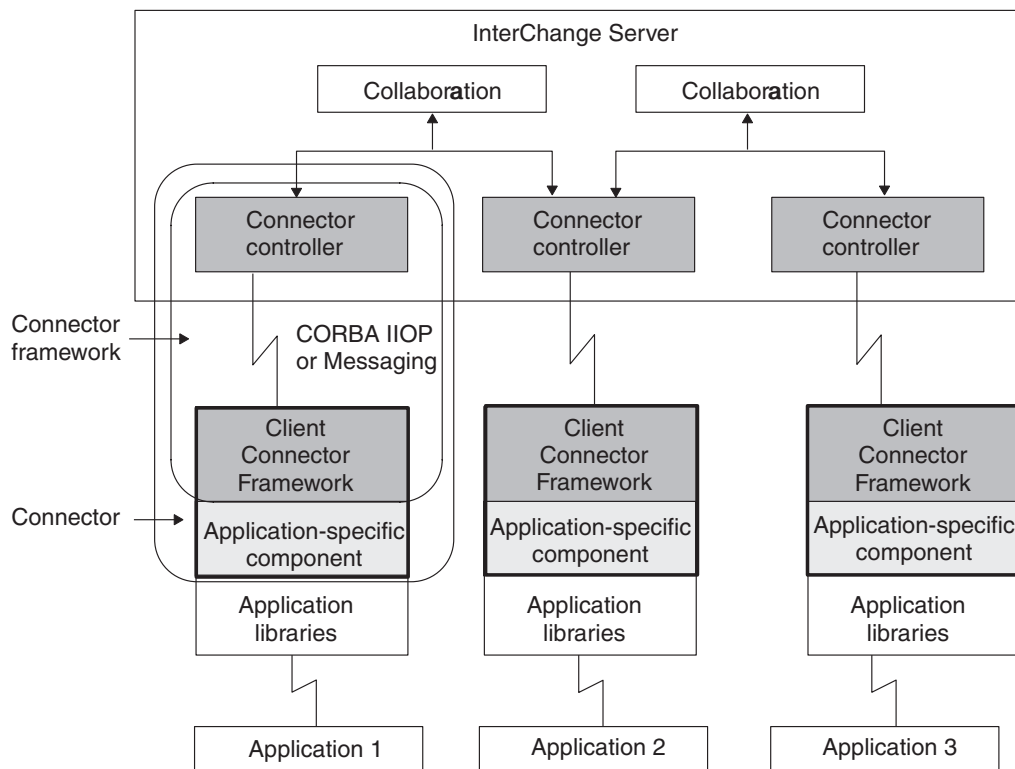 InterChange Server
Collaboration
Collaboration
Connector
controller
Connector
controller
Connector
controller
Connector
framework
CORBA IIOP
or Messaging
Client
Connector
Framework
Client
Connector
Framework
Client
Connector
Framework
Connector
Application-specific
component
Application-specific
component
Application-specific
component
Application
libraries
Application
libraries
Application
libraries
Application 1
Application 2
Application 3